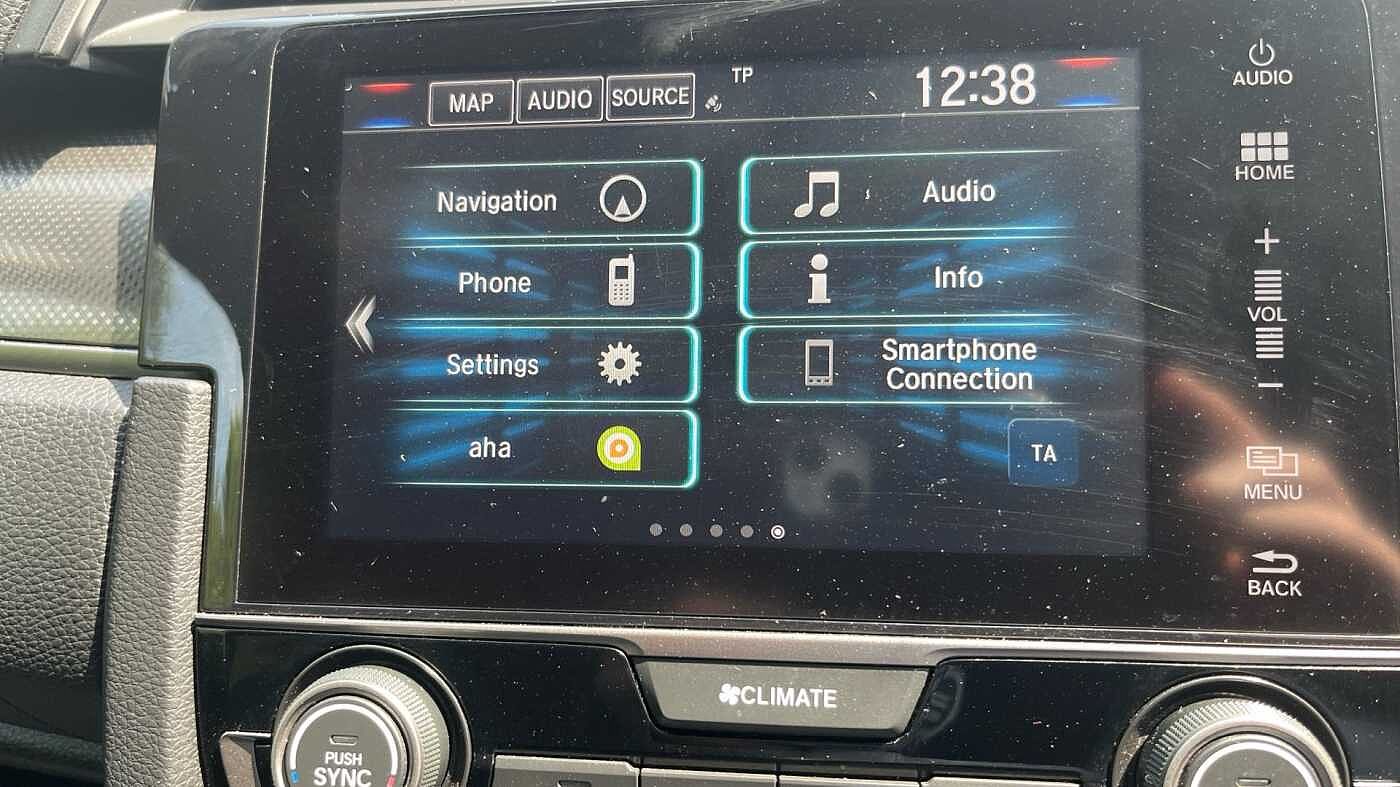 MAP AUDIO SOURCE TP 12:38
Navigation
Audio
Phone
Info
Settings
Smartphone
Connection
aha
TA
AUDIO
HOME
+
VOL
−
MENU
BACK
CLIMATE
PUSH
SYNC